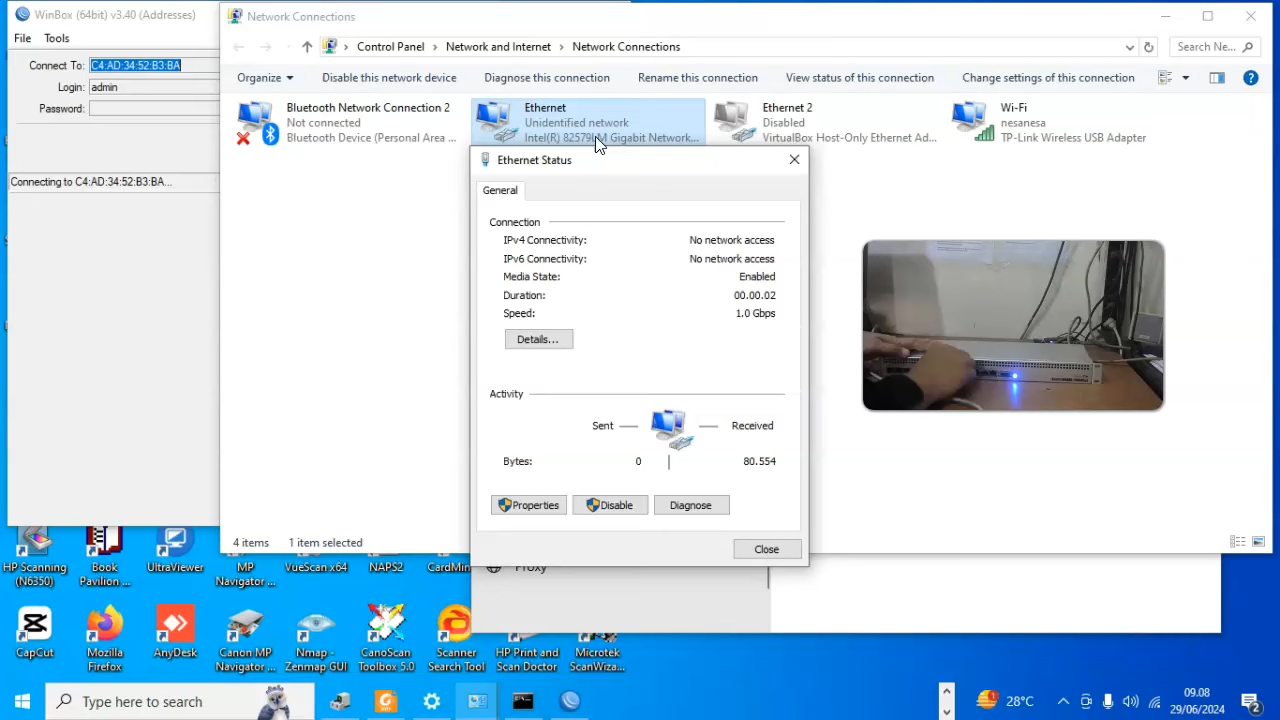 WinBox (64bit) v3.40 (Addresses)
File Tools
Connect To: C4:AD:34:52:B3:BA
Login: admin
Password:
Connecting to C4:AD:34:52:B3:BA...
Network Connections
Control Panel Network and Internet Network Connections
Search Ne...
Organize Disable this network device Diagnose this connection Rename this connection View status of this connection Change settings of this connection
Bluetooth Network Connection 2
Not connected
Bluetooth Device (Personal Area ...
Ethernet
Unidentified network
Gigabit Network...
Ethernet 2
Disabled
VirtualBox Host-Only Ethernet Ad...
Wi-Fi
nesanesa
TP-Link Wireless USB Adapter
Ethernet Status
General
Connection
IPv4 Connectivity: No network access
IPv6 Connectivity: No network access
Media State: Enabled
Duration: 00.00.02
Speed: 1.0 Gbps
Details...
Activity
Sent Received
Bytes: 0 80.554
Properties Disable Diagnose
Close
4 items 1 item selected
Proxy
HP Scanning
(N6350)
Book
Pavilion ...
UltraViewer
MP
Navigator ...
VueScan x64
NAPS2
CardMin
CapCut
Mozilla
Firefox
AnyDesk
Canon MP
Navigator ...
Nmap -
Zenmap GUI
CanoScan
Toolbox 5.0
Scanner
Search Tool
HP Print and
Scan Doctor
Microtek
ScanWiza...
Type here to search
28°C
09.08
29/06/2024
2